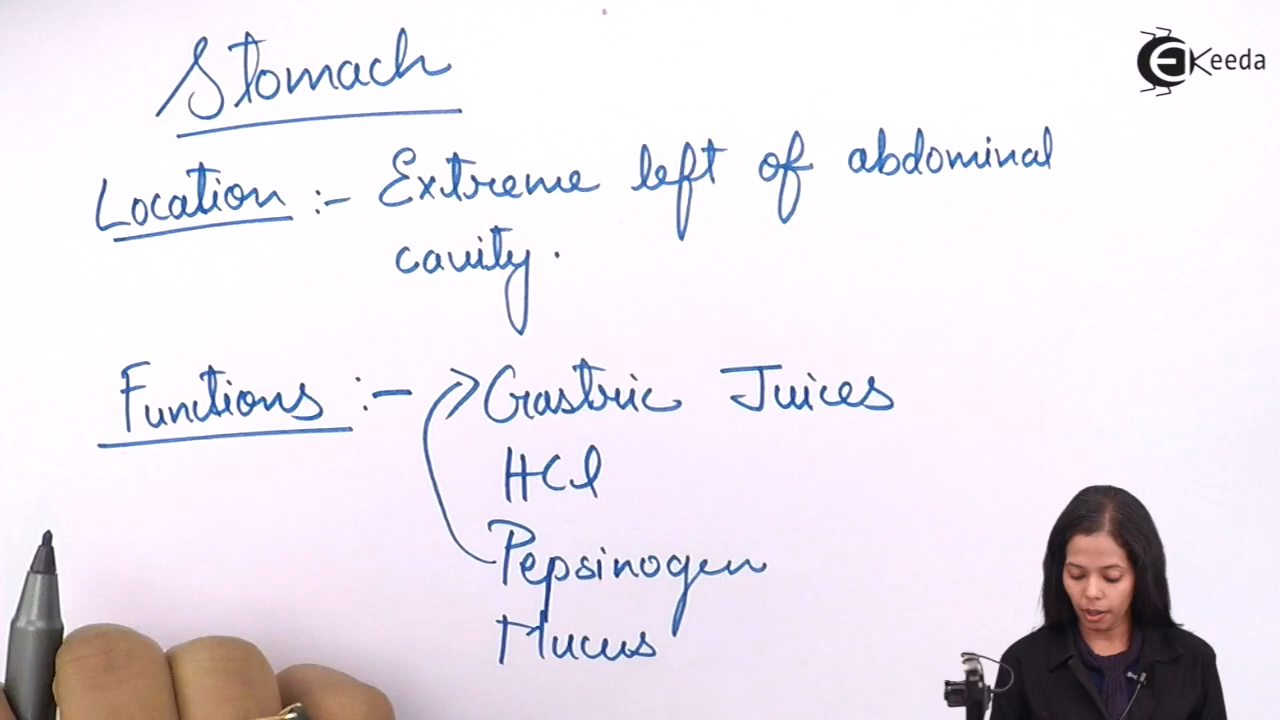 Stomach
EKeeda
Location :- Extreme left of abdominal
cavity.
Functions :- Gastric Juices
HCl
Pepsinogen
Mucus